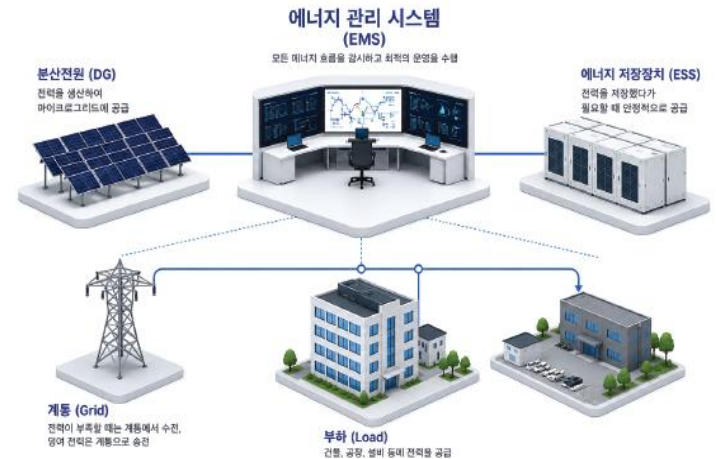 에너지 관리 시스템
(EMS)
모든 에너지 흐름을 감시하고 최적의 운영을 수행
분산전원 (DG)
전력을 생산하여
마이크로그리드에 공급
에너지 저장장치 (ESS)
전력을 저장했다가
필요할 때 안정적으로 공급
계통 (Grid)
전력이 부족할 때는 계통에서 수전,
잉여 전력은 계통으로 송전
부하 (Load)
건물, 공장, 설비 등에 전력을 공급